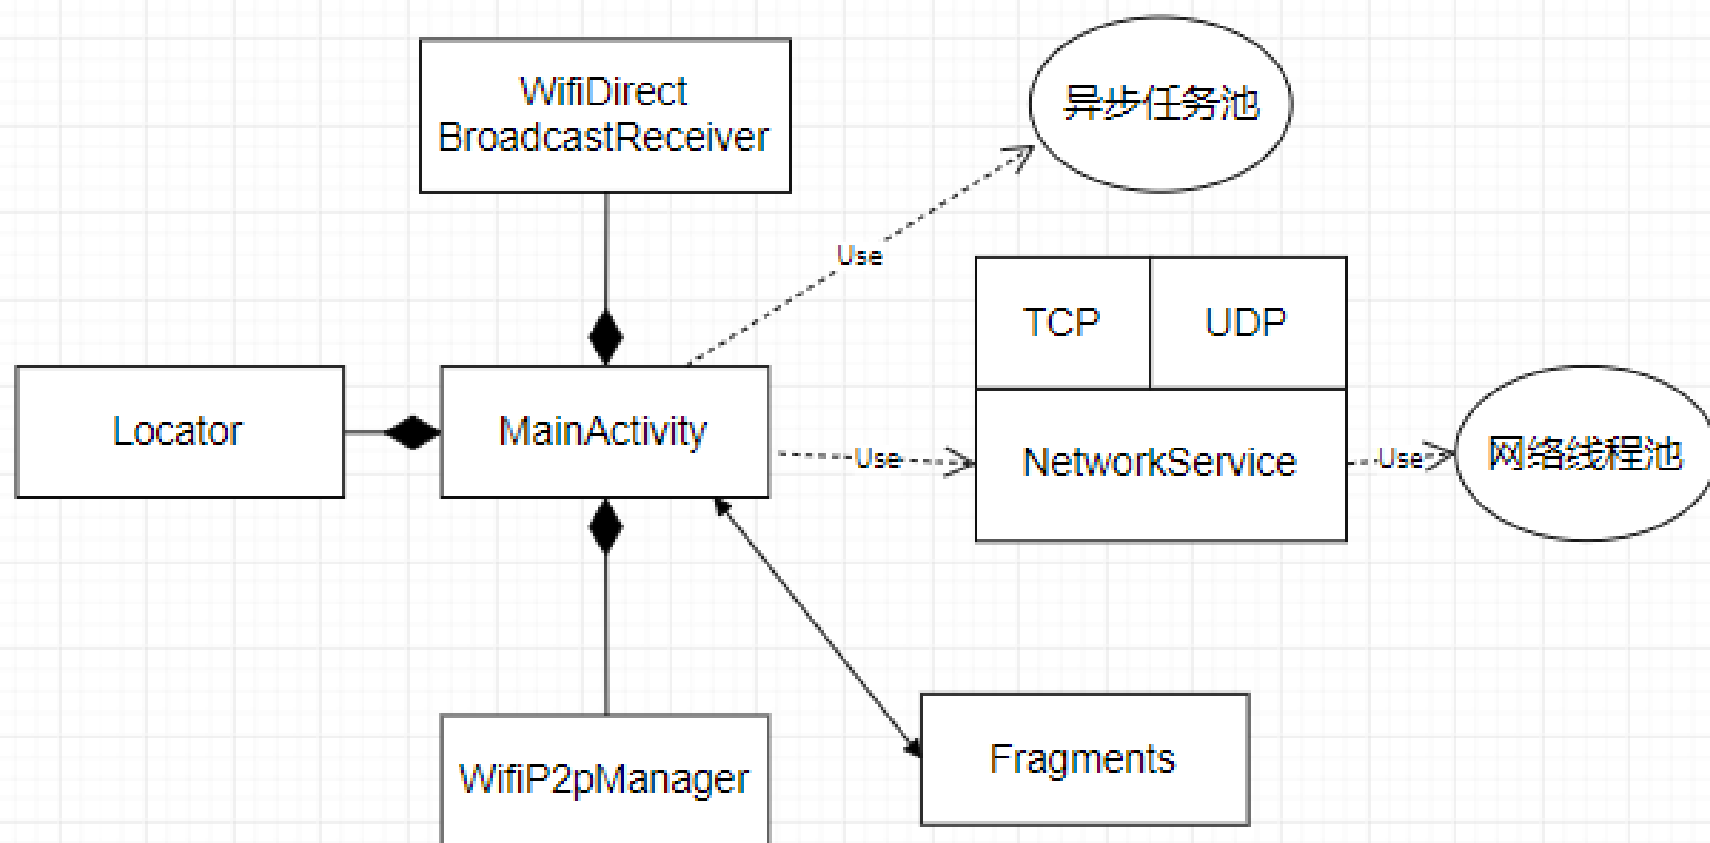 WifiDirect
BroadcastReceiver
异步任务池
Use
TCP
UDP
Locator
MainActivity
Use
NetworkService
Use
网络线程池
WifiP2pManager
Fragments